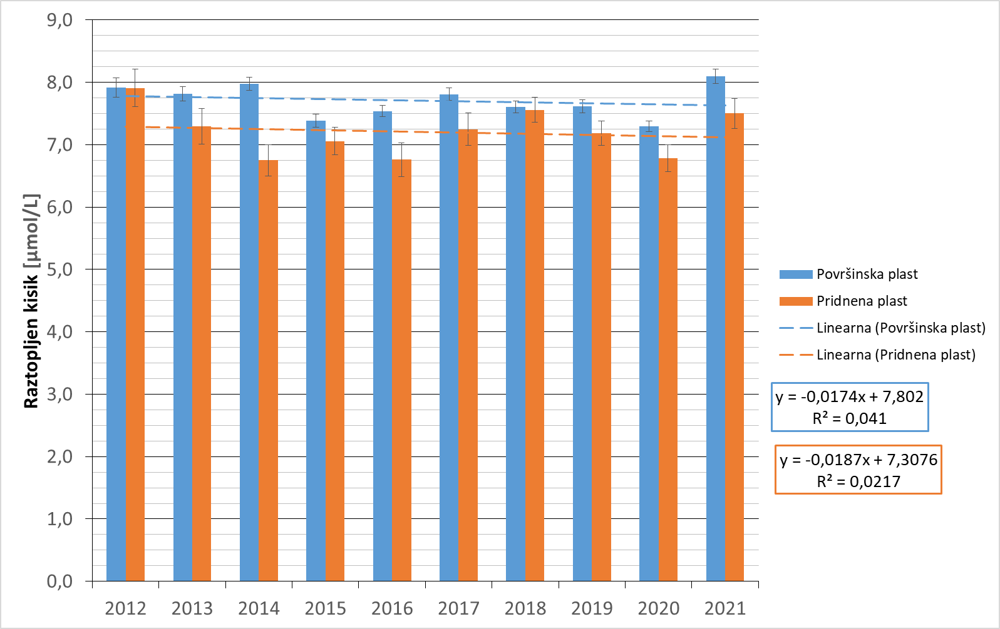 9,0
8,0
7,0
6,0
5,0
4,0
3,0
2,0
1,0
0,0
Raztopljen kisik [µmol/L]
2012 2013 2014 2015 2016 2017 2018 2019 2020 2021
Površinska plast
Pridnena plast
Linearna (Površinska plast)
Linearna (Pridnena plast)
y = -0,0174x + 7,802
R² = 0,041
y = -0,0187x + 7,3076
R² = 0,0217